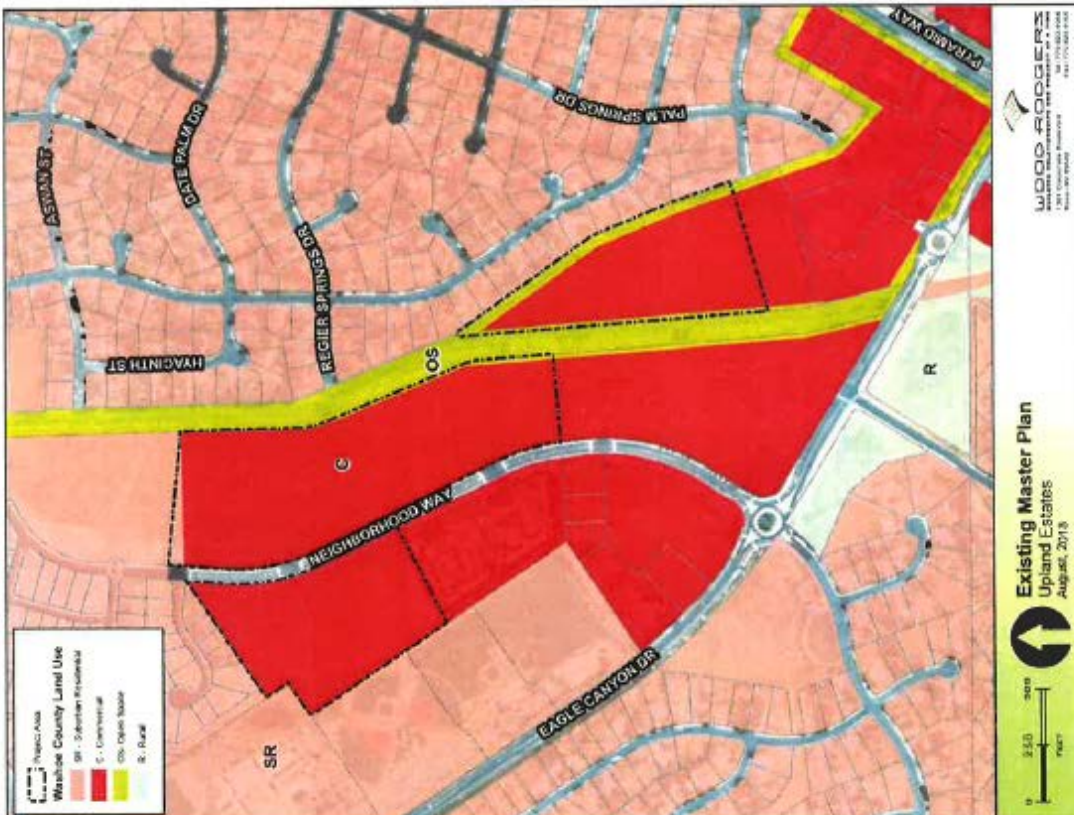 Project Area
Washoe County Land Use
SR - Suburban Residential
C - Commercial
OS - Open Space
R - Rural
ASWAN ST
DATE PALM DR
REGIER SPRINGS DR
HYACINTH ST
PALM SPRINGS DR
PYRAMID WAY
OS
C
NEIGHBORHOOD WAY
SR
EAGLE CANYON DR
R
0 250 500
FEET
Existing Master Plan
Upland Estates
August, 2013
WOOD RODGERS